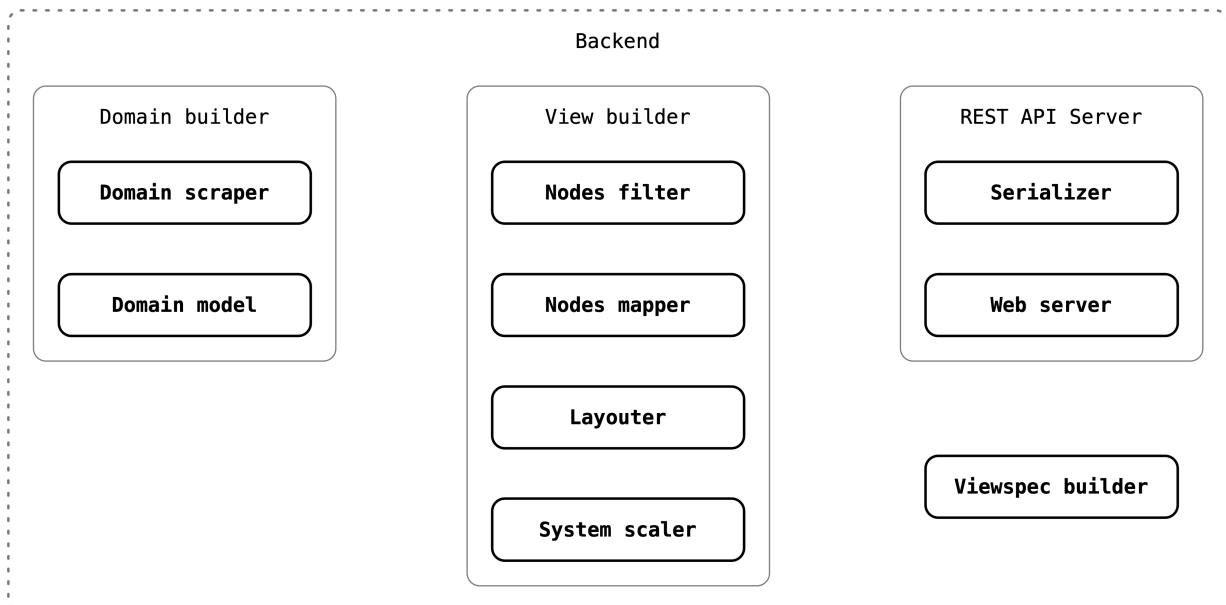 Backend
Domain builder
Domain scraper
Domain model
View builder
Nodes filter
Nodes mapper
Layouter
System scaler
REST API Server
Serializer
Web server
Viewspec builder